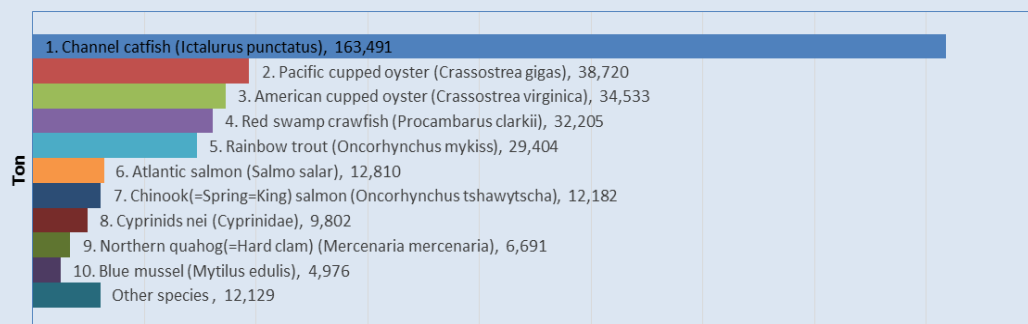 1. Channel catfish (Ictalurus punctatus), 163,491
2. Pacific cupped oyster (Crassostrea gigas), 38,720
3. American cupped oyster (Crassostrea virginica), 34,533
4. Red swamp crawfish (Procambarus clarkii), 32,205
5. Rainbow trout (Oncorhynchus mykiss), 29,404
Ton
6. Atlantic salmon (Salmo salar), 12,810
7. Chinook(=Spring=King) salmon (Oncorhynchus tshawytscha), 12,182
8. Cyprinids nei (Cyprinidae), 9,802
9. Northern quahog(=Hard clam) (Mercenaria mercenaria), 6,691
10. Blue mussel (Mytilus edulis), 4,976
Other species , 12,129